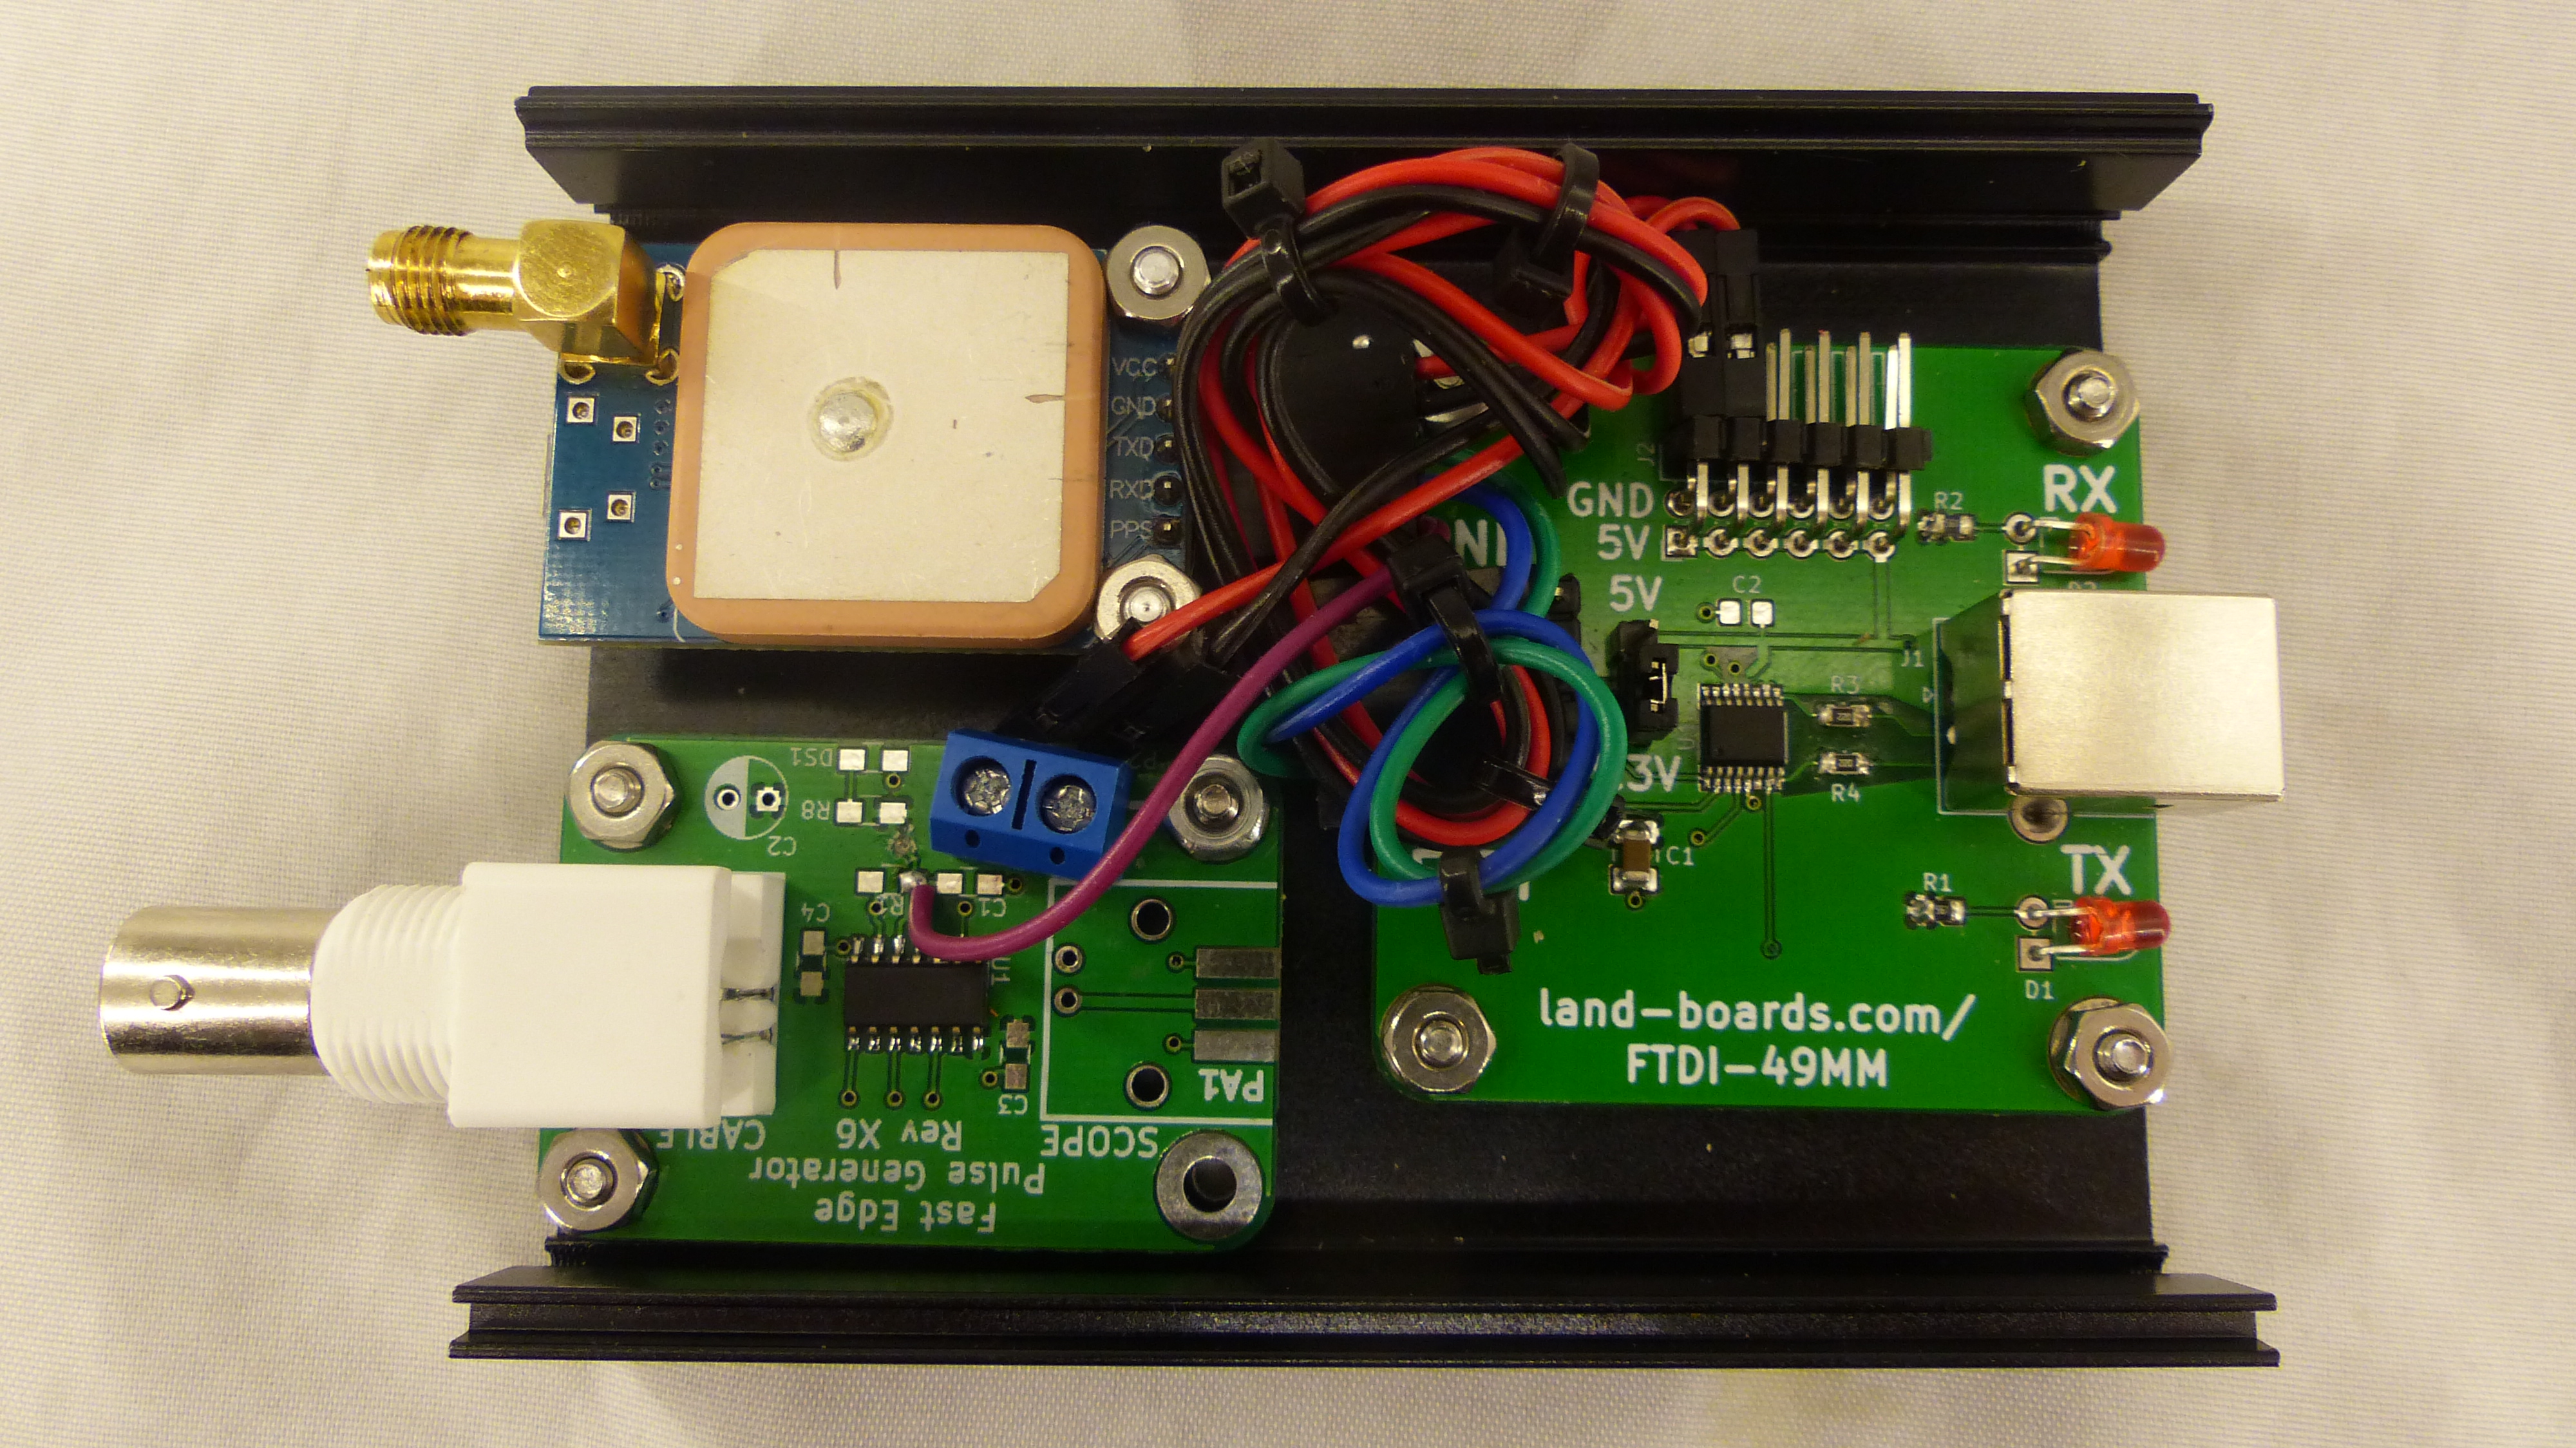 VCC
GND
TXD
RXD
PPS
J2
GND
5V
5V
R2
RX
C2
J1
R3
R4
C1
R1
TX
D1
land-boards.com/
FTDI-49MM
DS1
R8
C2
C4
C1
U1
C3
PA1
CABLE
Rev X6
SCOPE
Fast Edge
Pulse Generator